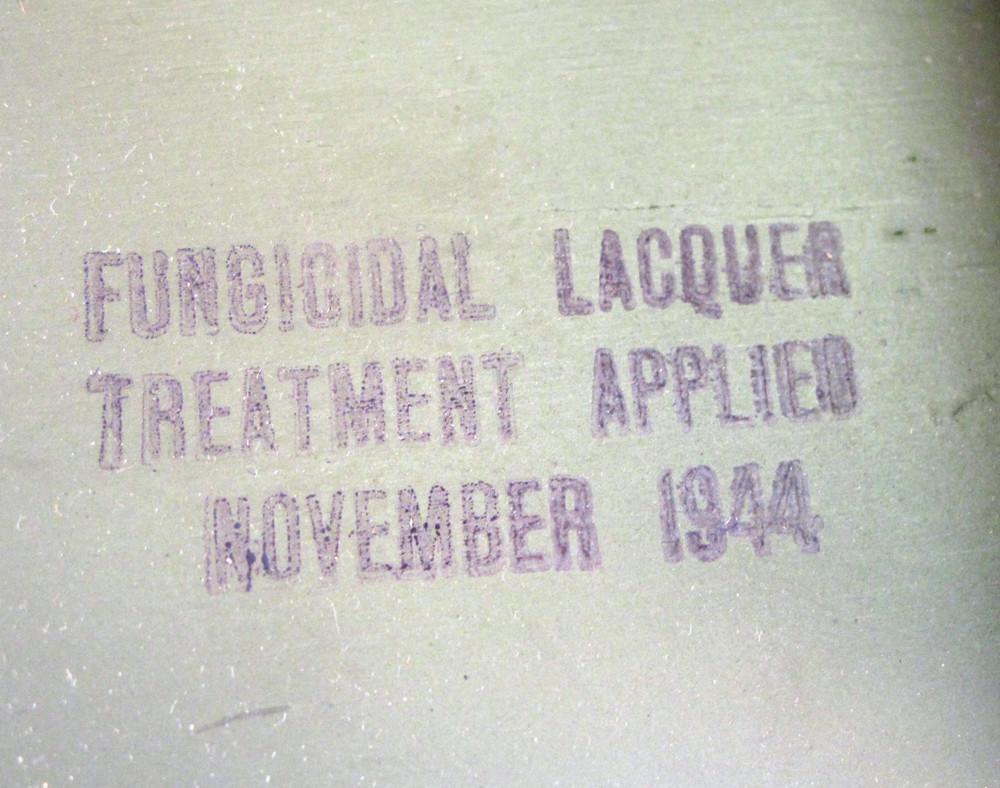 FUNGICIDAL LACQUER
TREATMENT APPLIED
NOVEMBER 1944